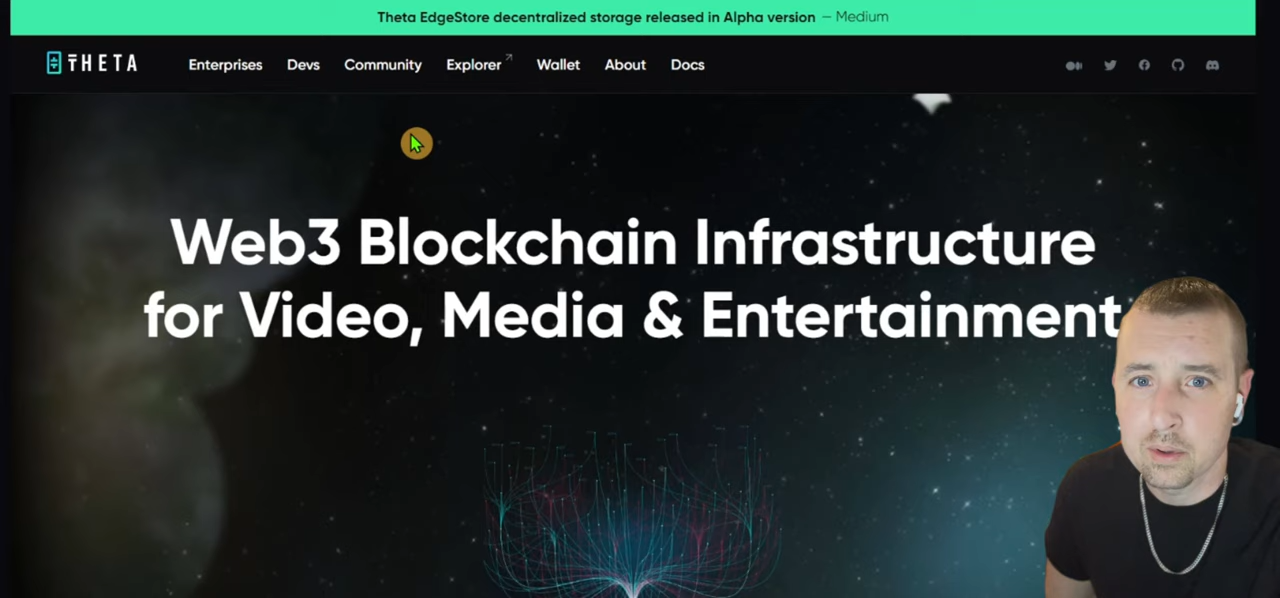 Theta EdgeStore decentralized storage released in Alpha version — Medium
THETA Enterprises Devs Community Explorer Wallet About Docs
Web3 Blockchain Infrastructure
for Video, Media & Entertainment